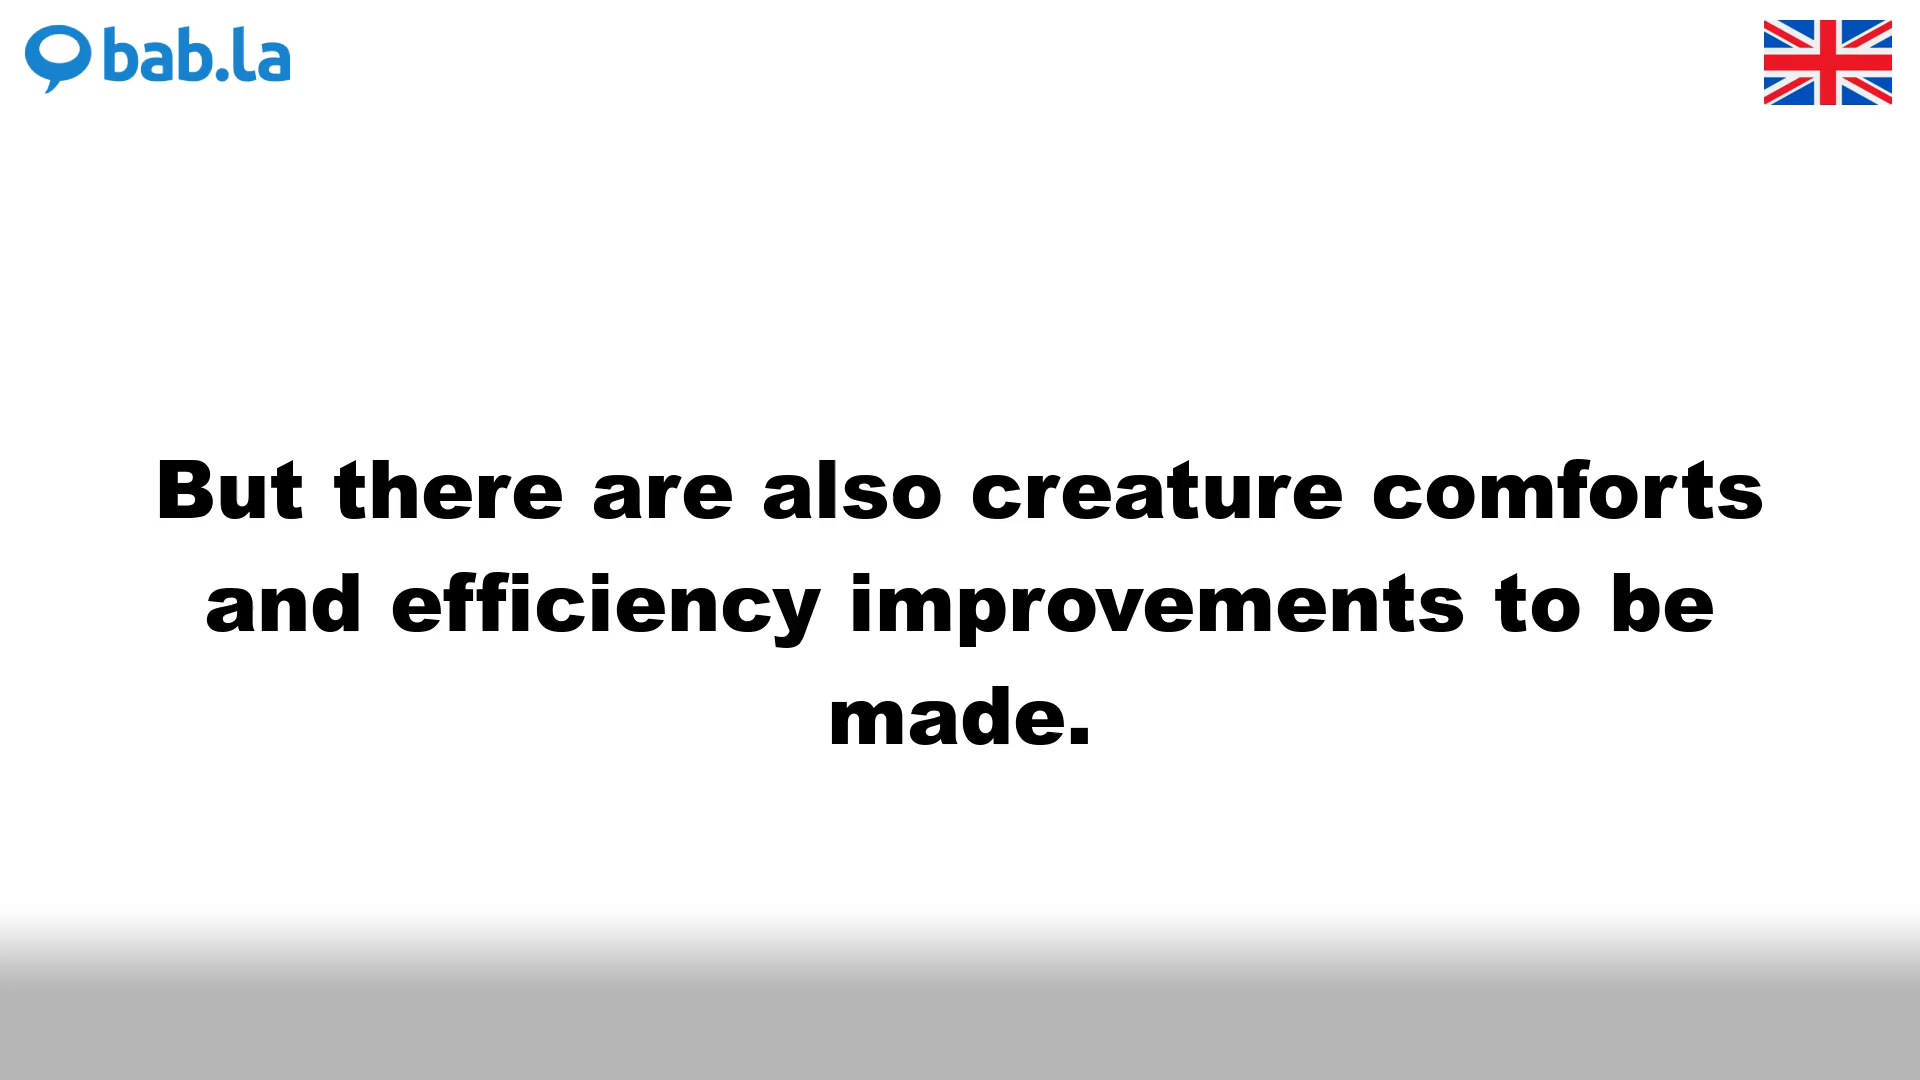 bab.la
But there are also creature comforts
and efficiency improvements to be
made.